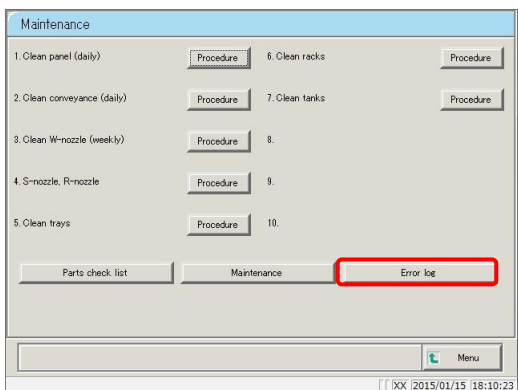 Maintenance
1. Clean panel (daily) Procedure 6. Clean racks Procedure
2. Clean conveyance (daily) Procedure 7. Clean tanks Procedure
3. Clean W-nozzle (weekly) Procedure 8.
4. S-nozzle, R-nozzle Procedure 9.
5. Clean trays Procedure 10.
Parts check list Maintenance Error log
Menu
XX 2015/01/15 18:10:23